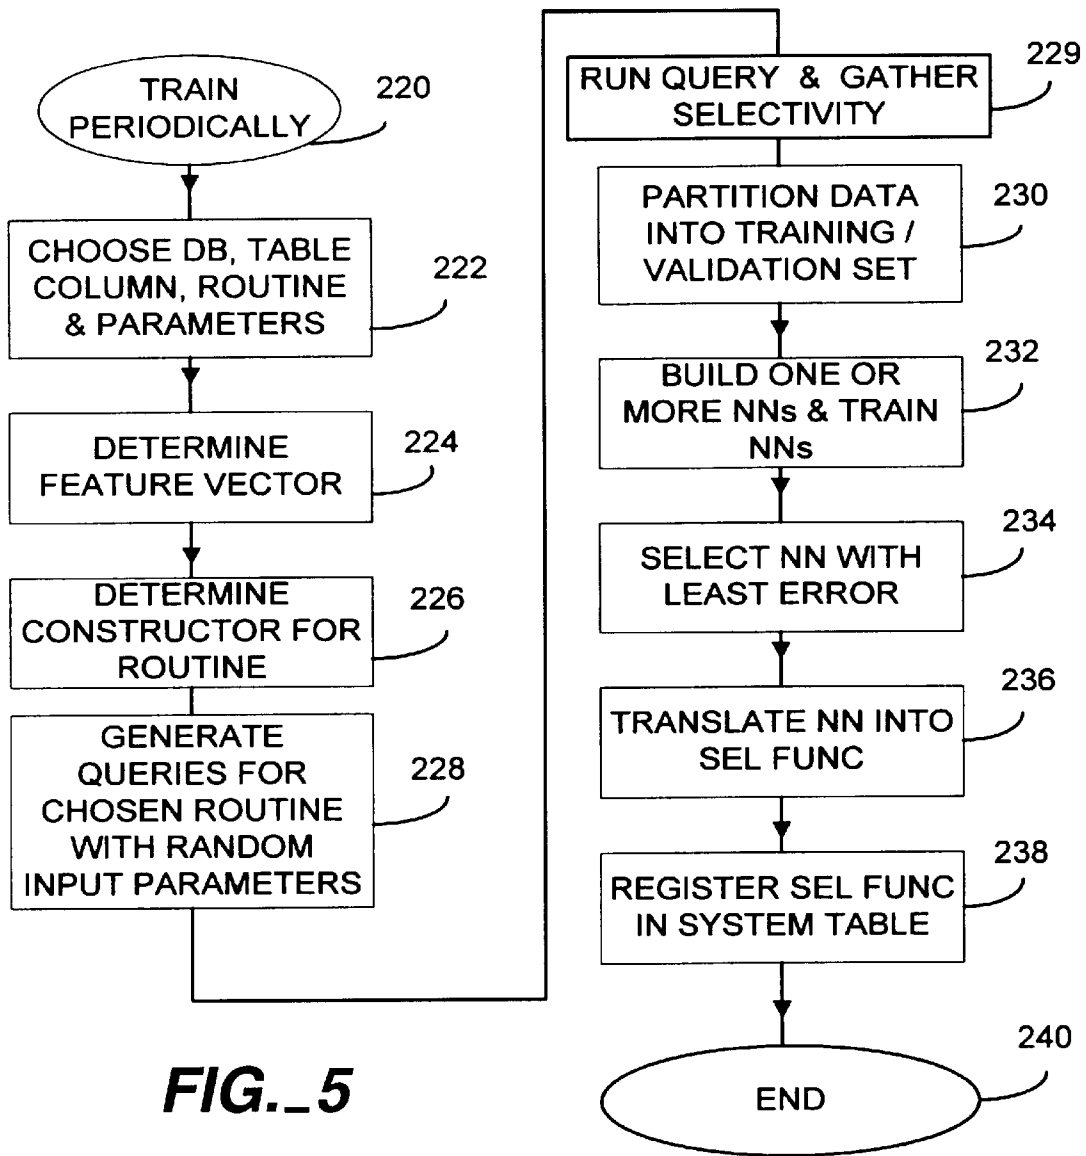 TRAIN
PERIODICALLY
220
CHOOSE DB, TABLE
COLUMN, ROUTINE
& PARAMETERS
222
DETERMINE
FEATURE VECTOR
224
DETERMINE
CONSTRUCTOR FOR
ROUTINE
226
GENERATE
QUERIES FOR
CHOSEN ROUTINE
WITH RANDOM
INPUT PARAMETERS
228
RUN QUERY & GATHER
SELECTIVITY
229
PARTITION DATA
INTO TRAINING /
VALIDATION SET
230
BUILD ONE OR
MORE NNs & TRAIN
NNs
232
SELECT NN WITH
LEAST ERROR
234
TRANSLATE NN INTO
SEL FUNC
236
REGISTER SEL FUNC
IN SYSTEM TABLE
238
END
240
FIG._5